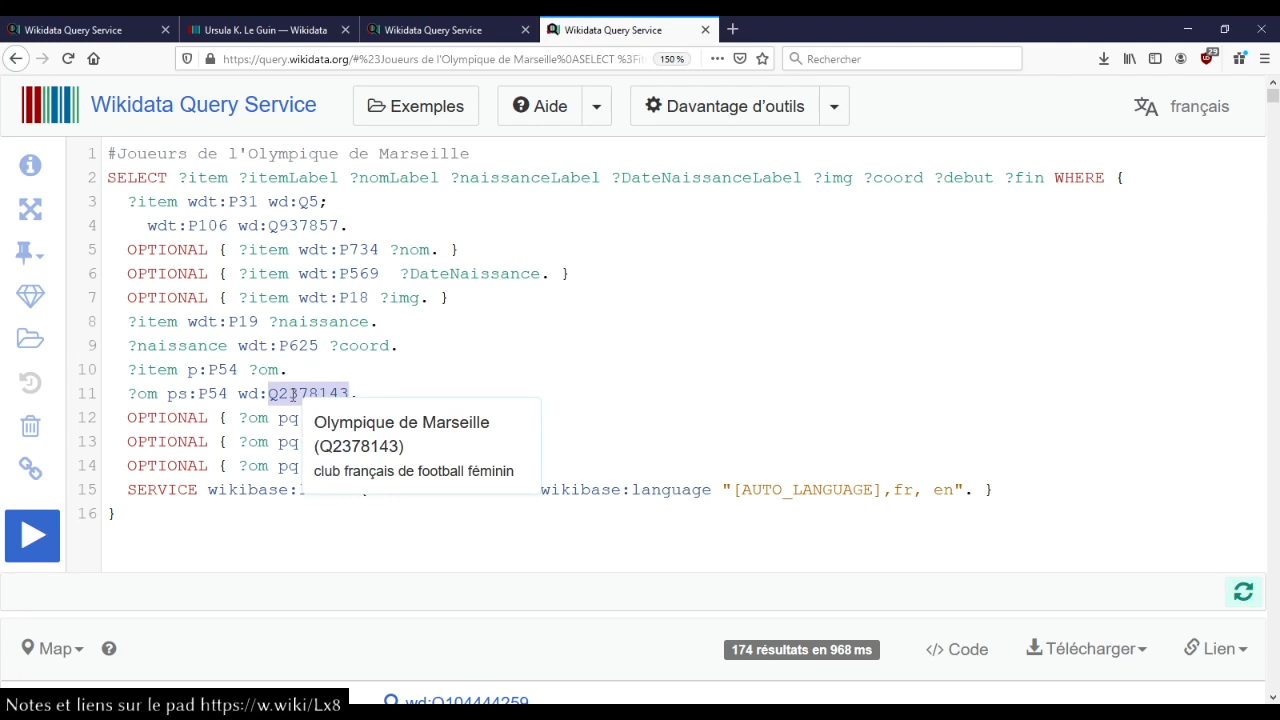 Wikidata Query Service
Ursula K. Le Guin — Wikidata
Wikidata Query Service
Wikidata Query Service
https://query.wikidata.org/#%23Joueurs de l'Olympique de Marseille%0ASELECT %3Fit
150 %
Rechercher
29
Wikidata Query Service
Exemples
Aide
Davantage d'outils
français
1 #Joueurs de l'Olympique de Marseille
2 SELECT ?item ?itemLabel ?nomLabel ?naissanceLabel ?DateNaissanceLabel ?img ?coord ?debut ?fin WHERE {
3 ?item wdt:P31 wd:Q5;
4 wdt:P106 wd:Q937857.
5 OPTIONAL { ?item wdt:P734 ?nom. }
6 OPTIONAL { ?item wdt:P569 ?DateNaissance. }
7 OPTIONAL { ?item wdt:P18 ?img. }
8 ?item wdt:P19 ?naissance.
9 ?naissance wdt:P625 ?coord.
10 ?item p:P54 ?om.
11 ?om ps:P54 wd:Q2378143.
12 OPTIONAL { ?om pq
13 OPTIONAL { ?om pq
14 OPTIONAL { ?om pq
Olympique de Marseille
(Q2378143)
club français de football féminin
15 SERVICE wikibase: wikibase:language "[AUTO_LANGUAGE],fr, en". }
16 }
Map
174 résultats en 968 ms
</> Code
Télécharger
Lien
wd:Q104444259
Notes et liens sur le pad https://w.wiki/Lx8